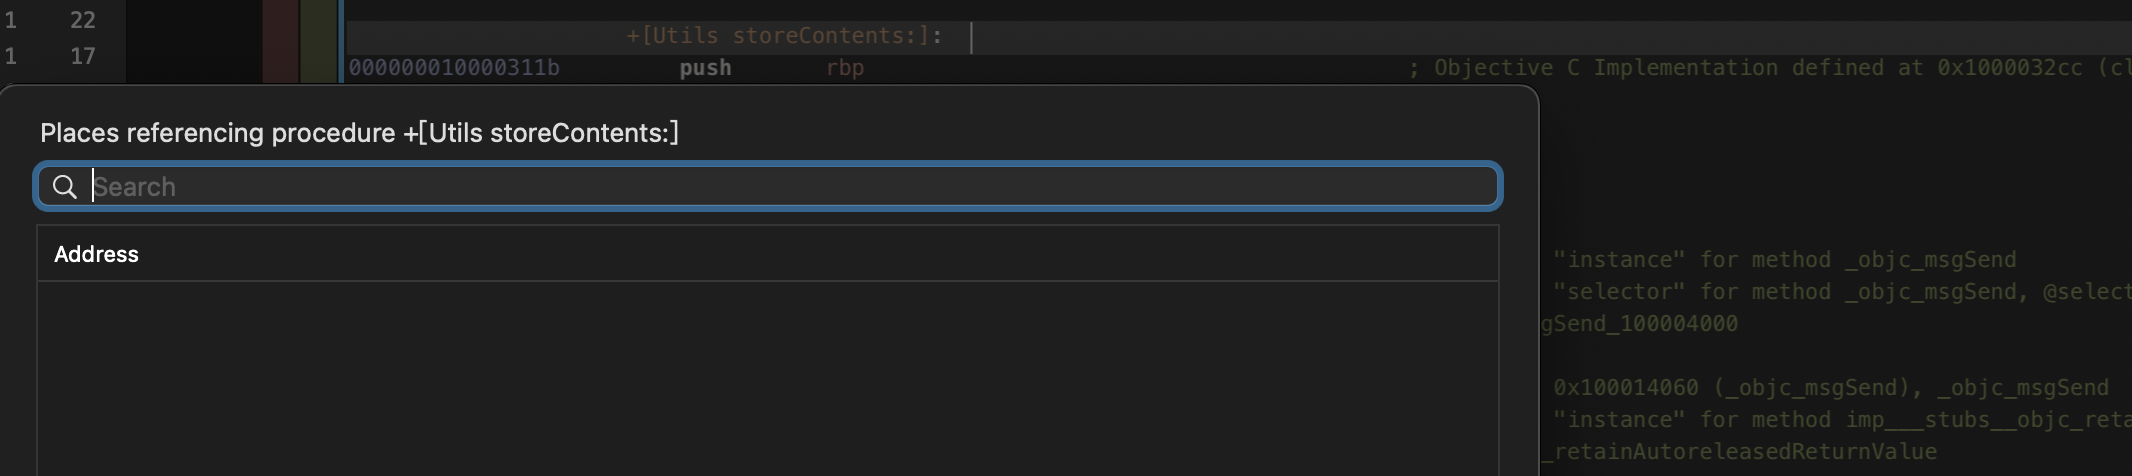 1 22
+[Utils storeContents:]:
1 17
000000010000311b push rbp ; Objective C Implementation defined at 0x1000032cc (cl
Places referencing procedure +[Utils storeContents:]
Search
Address
"instance" for method _objc_msgSend
"selector" for method _objc_msgSend, @select
gSend_100004000
0x100014060 (_objc_msgSend), _objc_msgSend
"instance" for method imp___stubs__objc_reta
_retainAutoreleasedReturnValue